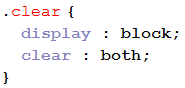 .clear {
  display : block;
  clear : both;
}